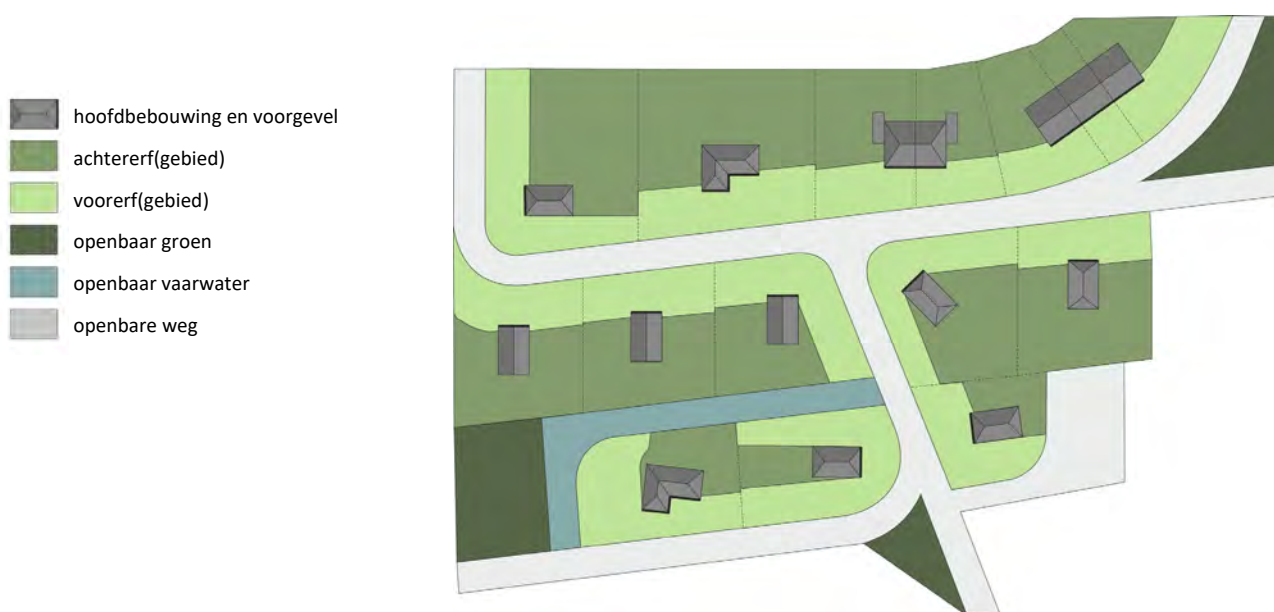 hoofdbebouwing en voorgevel
achtererf(gebied)
voorerf(gebied)
openbaar groen
openbaar vaarwater
openbare weg